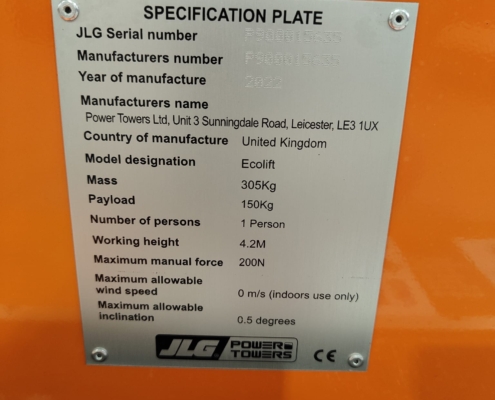 SPECIFICATION PLATE
JLG Serial number
Manufacturers number
Year of manufacture 2022
Manufacturers name
Power Towers Ltd, Unit 3 Sunningdale Road, Leicester, LE3 1UX
Country of manufacture United Kingdom
Model designation Ecolift
Mass 305Kg
Payload 150Kg
Number of persons 1 Person
Working height 4.2M
Maximum manual force 200N
Maximum allowable
wind speed 0 m/s (indoors use only)
Maximum allowable
inclination 0.5 degrees
JLG POWER
TOWERS CE